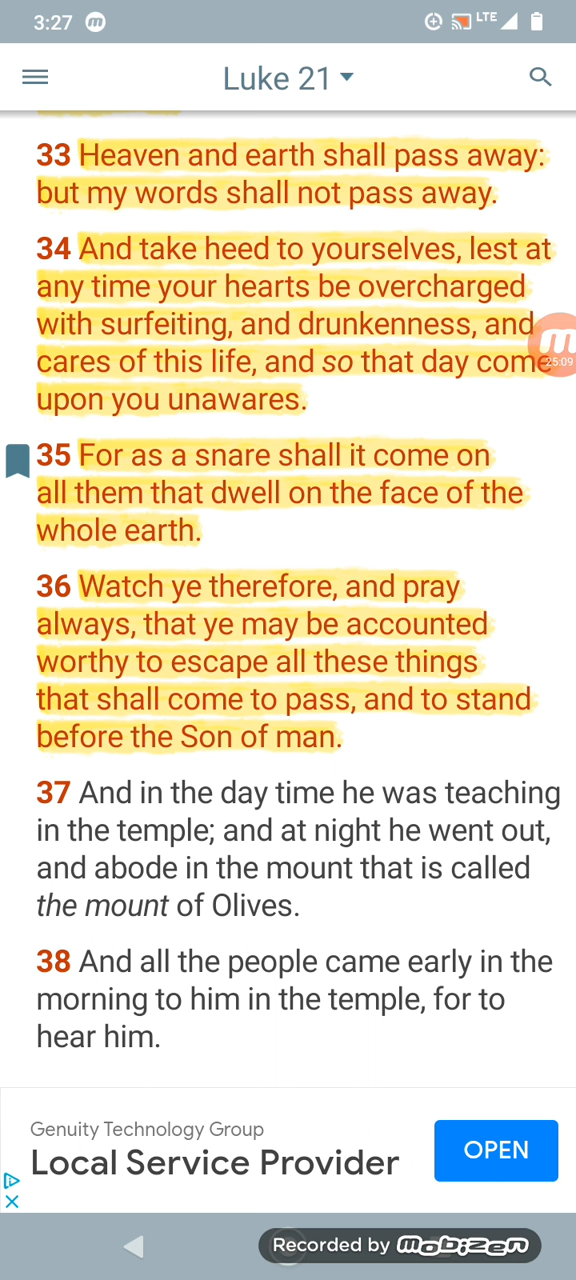 3:27
LTE
Luke 21
33 Heaven and earth shall pass away:
but my words shall not pass away.
34 And take heed to yourselves, lest at
any time your hearts be overcharged
with surfeiting, and drunkenness, and
cares of this life, and so that day come
25:09
upon you unawares.
35 For as a snare shall it come on
all them that dwell on the face of the
whole earth.
36 Watch ye therefore, and pray
always, that ye may be accounted
worthy to escape all these things
that shall come to pass, and to stand
before the Son of man.
37 And in the day time he was teaching
in the temple; and at night he went out,
and abode in the mount that is called
the mount of Olives.
38 And all the people came early in the
morning to him in the temple, for to
hear him.
Genuity Technology Group
Local Service Provider
OPEN
Recorded by mobizen